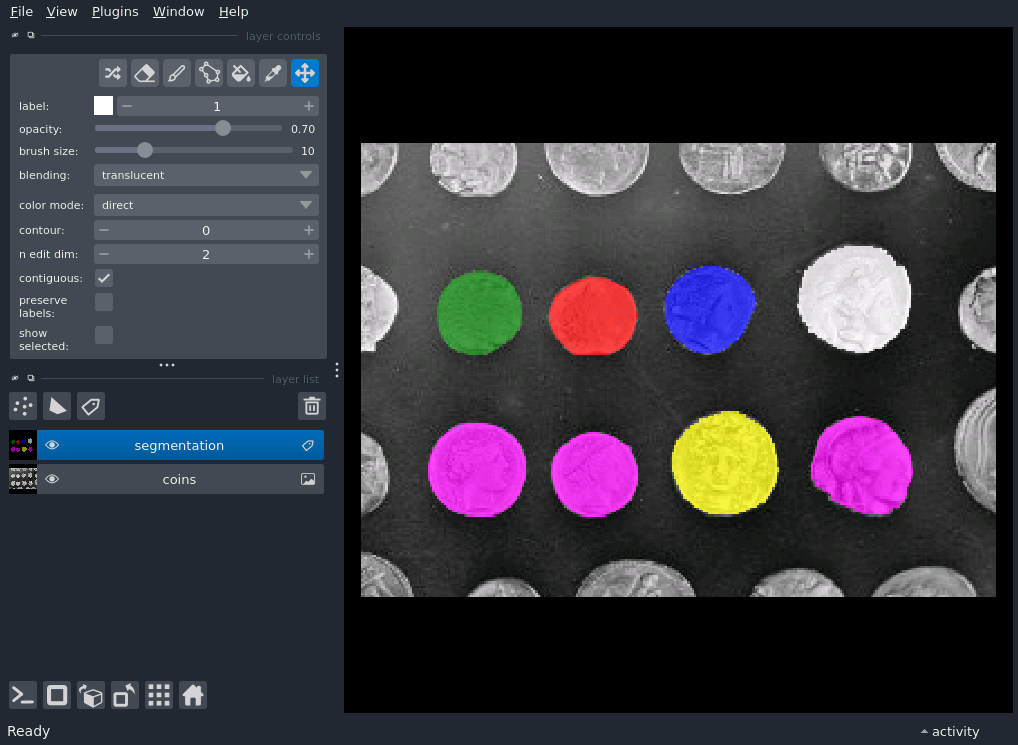 File View Plugins Window Help
layer controls
label: 1
opacity: 0.70
brush size: 10
blending: translucent
color mode: direct
contour: 0
n edit dim: 2
contiguous:
preserve
labels:
show
selected:
layer list
segmentation
coins
Ready
activity